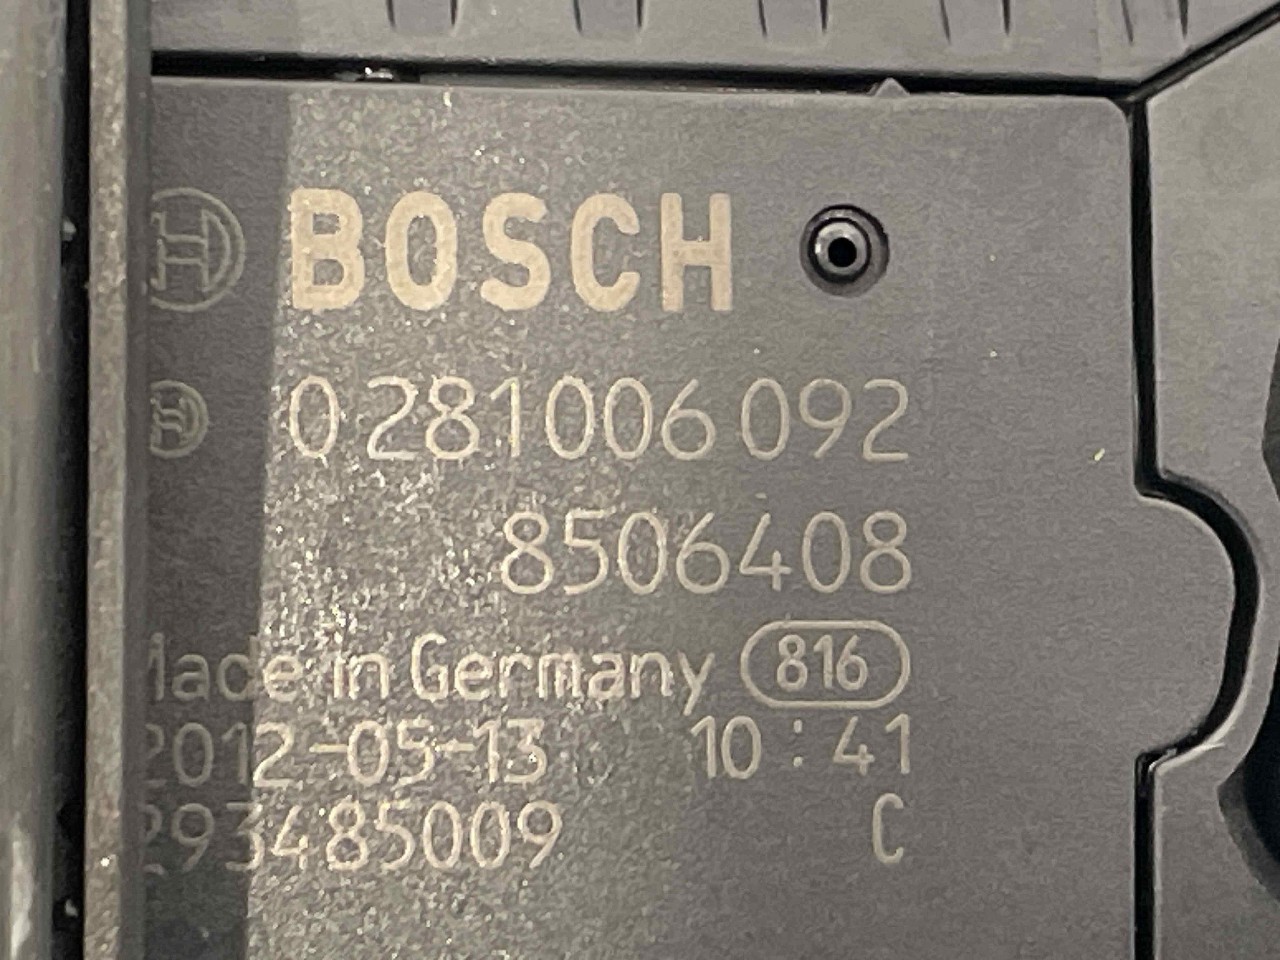 BOSCH
0 281 006 092
8506408
Made in Germany 816
2012-05-13 10:41
293485009 C